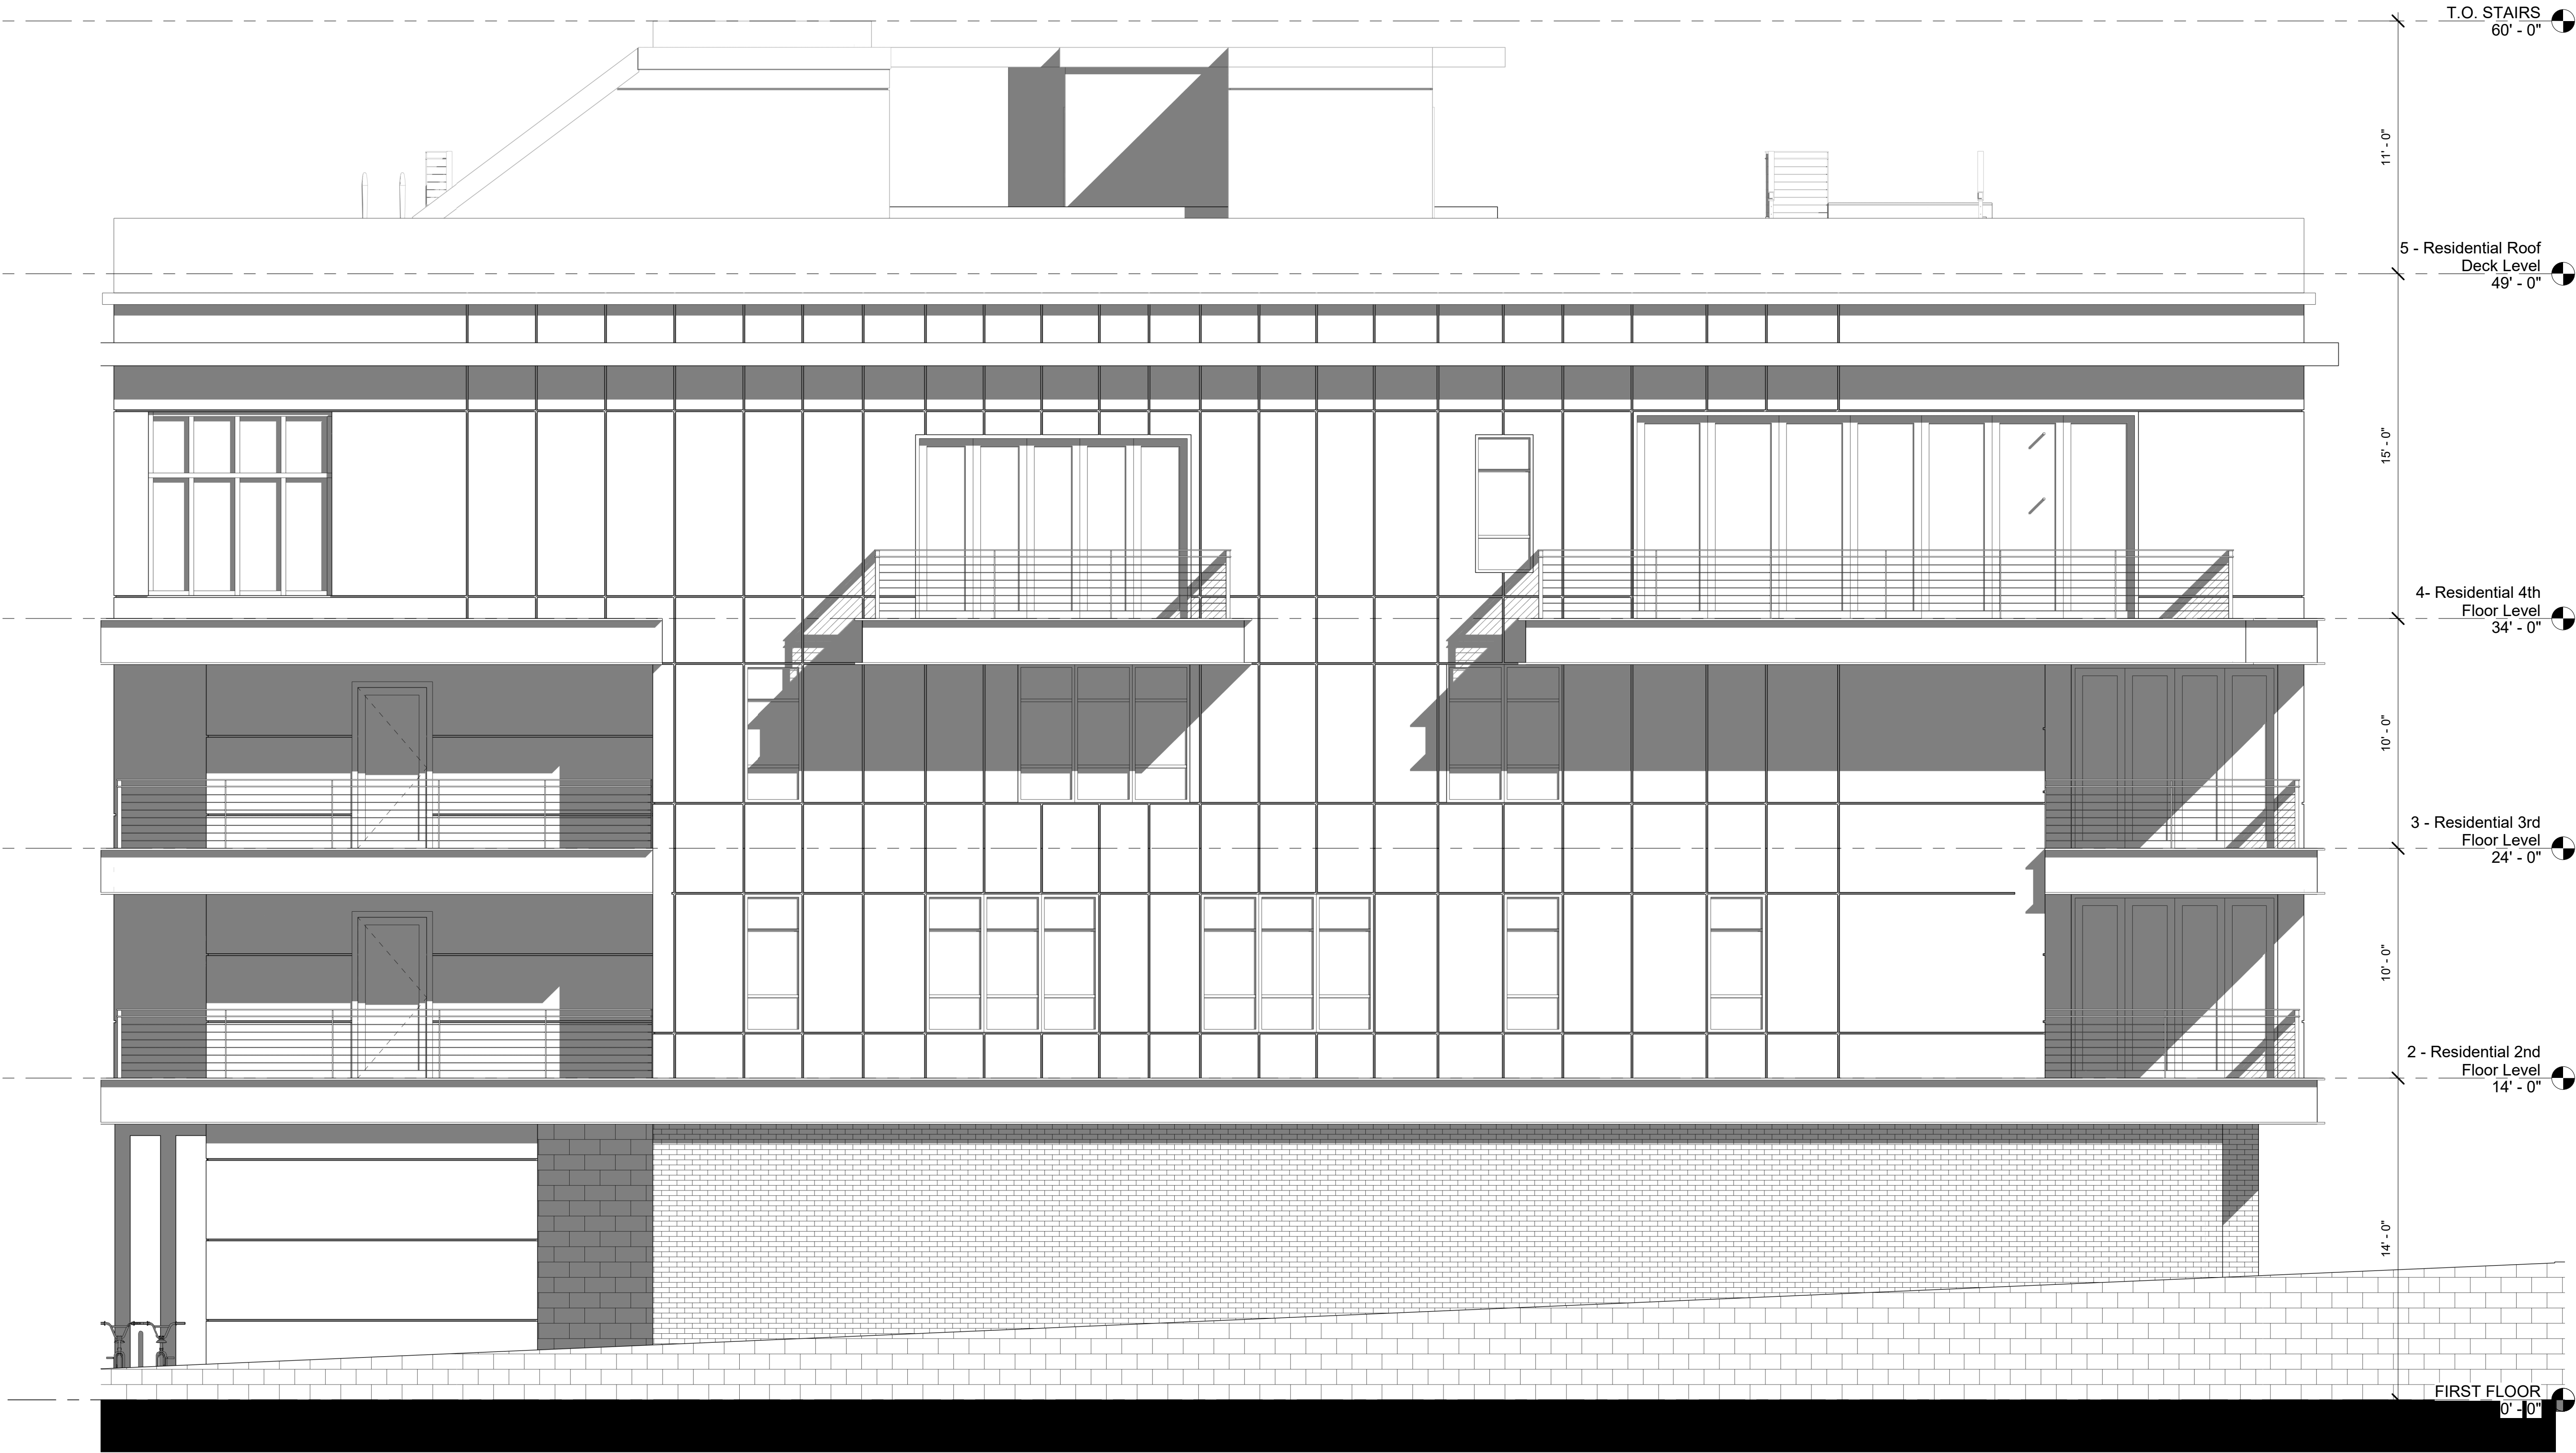 T.O. STAIRS
60' - 0"
11' - 0"
5 - Residential Roof
Deck Level
49' - 0"
15' - 0"
4- Residential 4th
Floor Level
34' - 0"
10' - 0"
3 - Residential 3rd
Floor Level
24' - 0"
10' - 0"
2 - Residential 2nd
Floor Level
14' - 0"
14' - 0"
FIRST FLOOR
0' - 0"